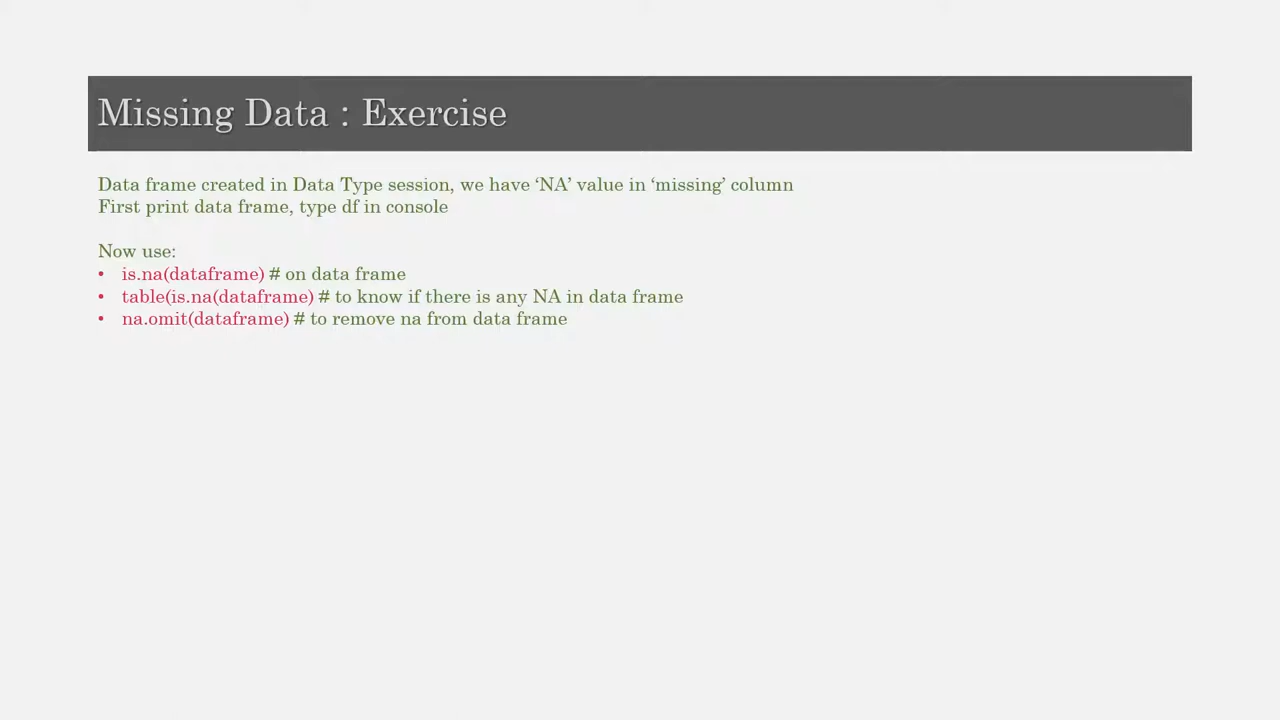 Missing Data : Exercise
Data frame created in Data Type session, we have ‘NA’ value in ‘missing’ column
First print data frame, type df in console
Now use:
• is.na(dataframe) # on data frame
• table(is.na(dataframe) # to know if there is any NA in data frame
• na.omit(dataframe) # to remove na from data frame